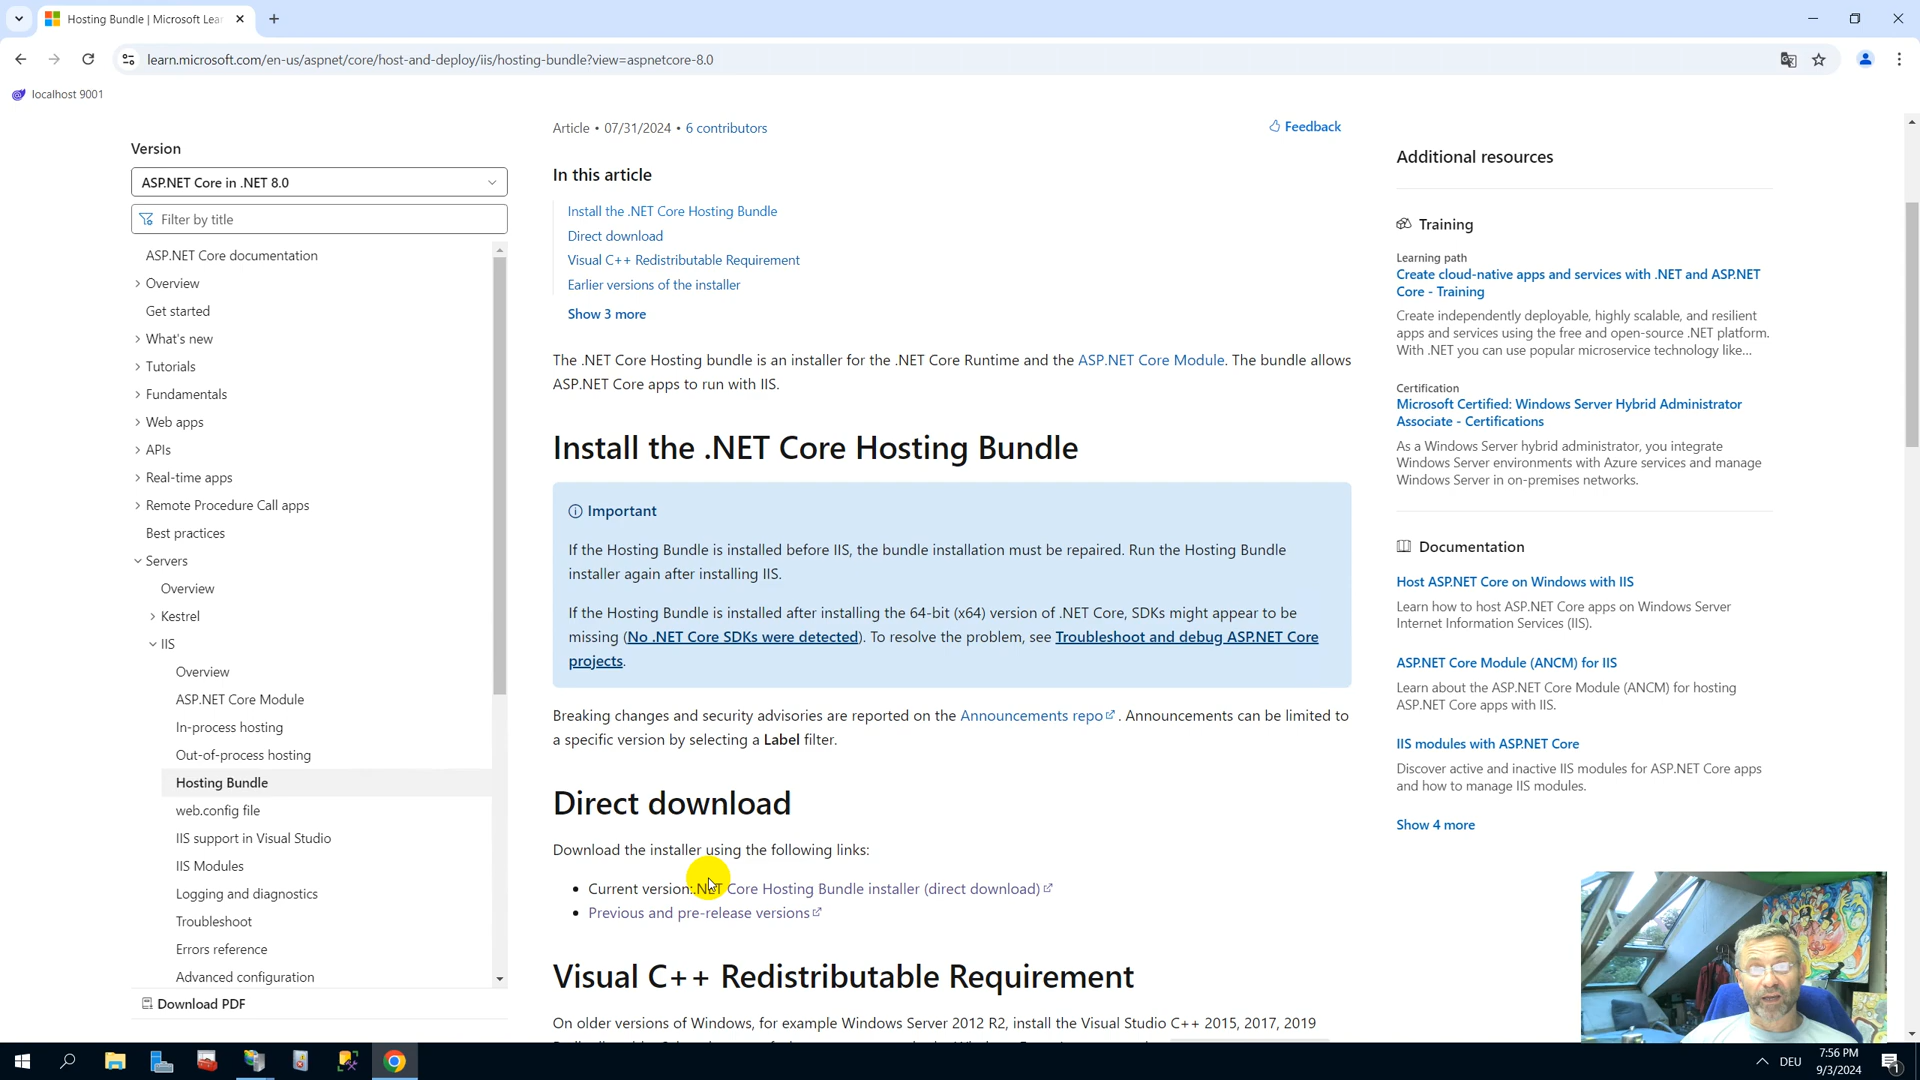 Hosting Bundle | Microsoft Lea
learn.microsoft.com/en-us/aspnet/core/host-and-deploy/iis/hosting-bundle?view=aspnetcore-8.0
localhost 9001
Version
ASP.NET Core in .NET 8.0
Filter by title
ASP.NET Core documentation
Overview
Get started
What's new
Tutorials
Fundamentals
Web apps
APIs
Real-time apps
Remote Procedure Call apps
Best practices
Servers
Overview
Kestrel
IIS
Overview
ASP.NET Core Module
In-process hosting
Out-of-process hosting
Hosting Bundle
web.config file
IIS support in Visual Studio
IIS Modules
Logging and diagnostics
Troubleshoot
Errors reference
Advanced configuration
Download PDF
Article • 07/31/2024 • 6 contributors
Feedback
In this article
Install the .NET Core Hosting Bundle
Direct download
Visual C++ Redistributable Requirement
Earlier versions of the installer
Show 3 more
The .NET Core Hosting bundle is an installer for the .NET Core Runtime and the ASP.NET Core Module. The bundle allows
ASP.NET Core apps to run with IIS.
Install the .NET Core Hosting Bundle
Important
If the Hosting Bundle is installed before IIS, the bundle installation must be repaired. Run the Hosting Bundle
installer again after installing IIS.
If the Hosting Bundle is installed after installing the 64-bit (x64) version of .NET Core, SDKs might appear to be
missing (No .NET Core SDKs were detected). To resolve the problem, see Troubleshoot and debug ASP.NET Core
projects.
Breaking changes and security advisories are reported on the Announcements repo. Announcements can be limited to
a specific version by selecting a Label filter.
Direct download
Download the installer using the following links:
• Current version: .NET Core Hosting Bundle installer (direct download)
• Previous and pre-release versions
Visual C++ Redistributable Requirement
On older versions of Windows, for example Windows Server 2012 R2, install the Visual Studio C++ 2015, 2017, 2019
Additional resources
Training
Learning path
Create cloud-native apps and services with .NET and ASP.NET
Core - Training
Create independently deployable, highly scalable, and resilient
apps and services using the free and open-source .NET platform.
With .NET you can use popular microservice technology like...
Certification
Microsoft Certified: Windows Server Hybrid Administrator
Associate - Certifications
As a Windows Server hybrid administrator, you integrate
Windows Server environments with Azure services and manage
Windows Server in on-premises networks.
Documentation
Host ASP.NET Core on Windows with IIS
Learn how to host ASP.NET Core apps on Windows Server
Internet Information Services (IIS).
ASP.NET Core Module (ANCM) for IIS
Learn about the ASP.NET Core Module (ANCM) for hosting
ASP.NET Core apps with IIS.
IIS modules with ASP.NET Core
Discover active and inactive IIS modules for ASP.NET Core apps
and how to manage IIS modules.
Show 4 more
DEU
7:56 PM
9/3/2024
1